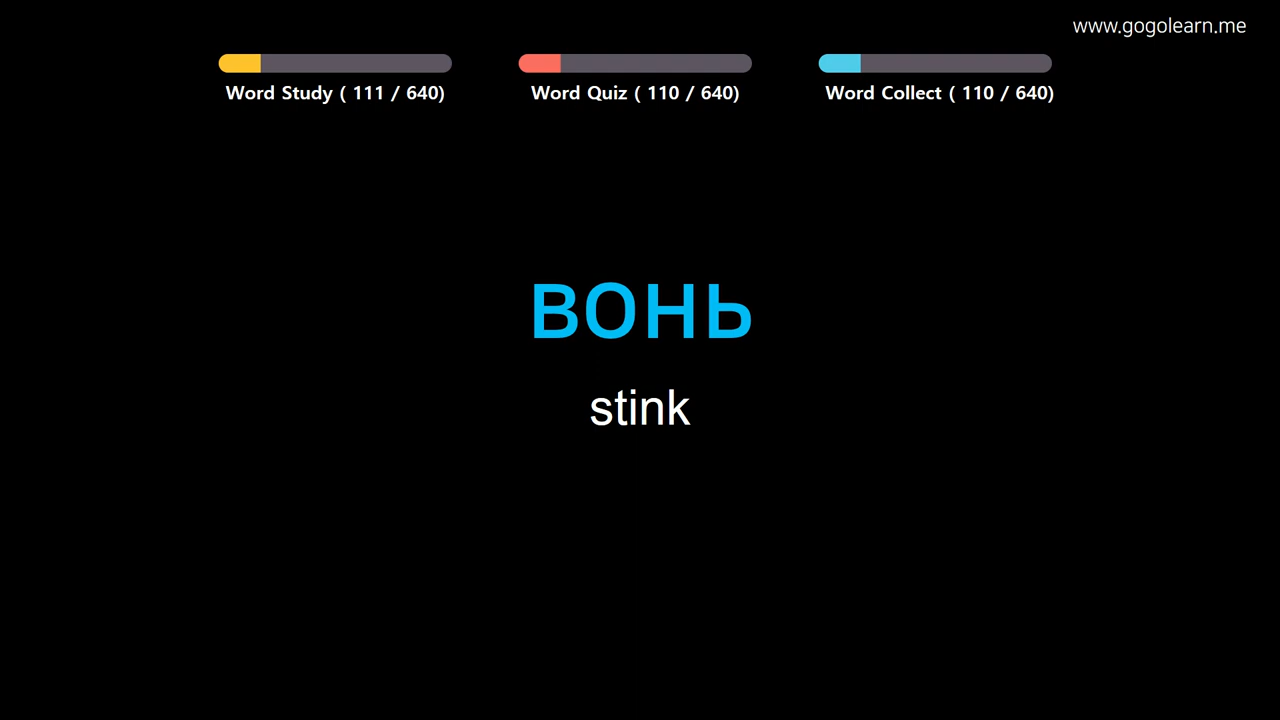 www.gogolearn.me
Word Study ( 111 / 640)
Word Quiz ( 110 / 640)
Word Collect ( 110 / 640)
вонь
stink